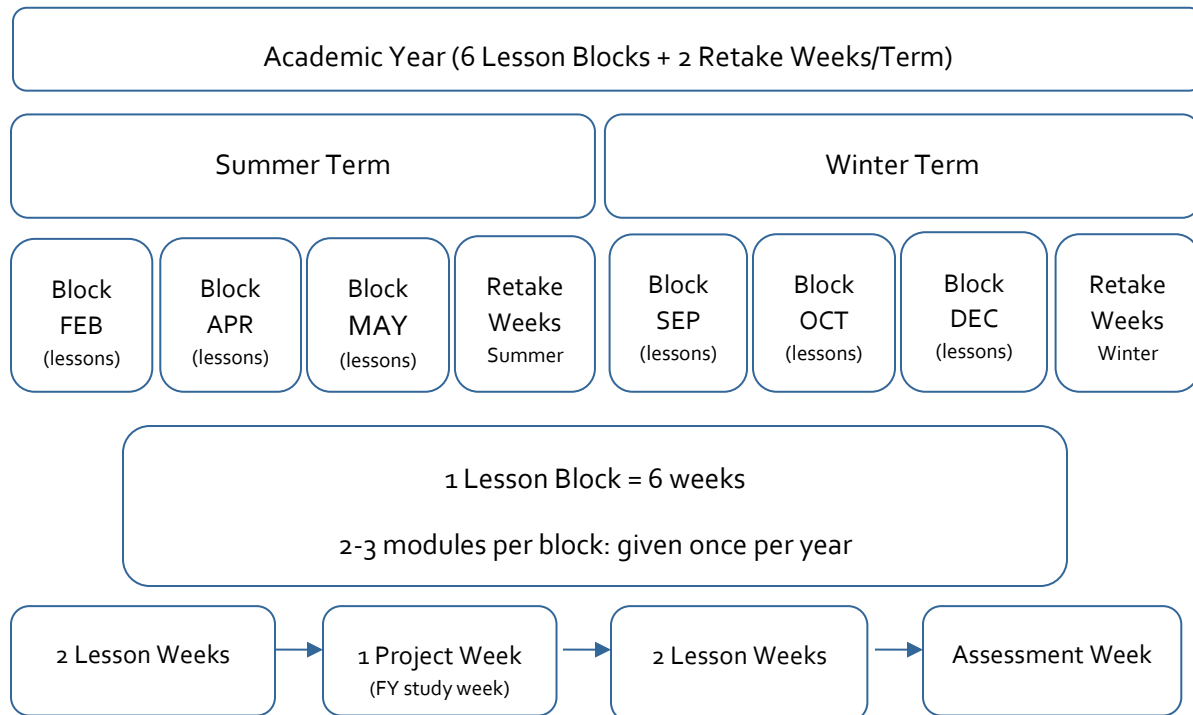 Academic Year (6 Lesson Blocks + 2 Retake Weeks/Term)
Summer Term
Winter Term
Block
FEB
(lessons)
Block
APR
(lessons)
Block
MAY
(lessons)
Retake
Weeks
Summer
Block
SEP
(lessons)
Block
OCT
(lessons)
Block
DEC
(lessons)
Retake
Weeks
Winter
1 Lesson Block = 6 weeks
2-3 modules per block: given once per year
2 Lesson Weeks
1 Project Week
(FY study week)
2 Lesson Weeks
Assessment Week